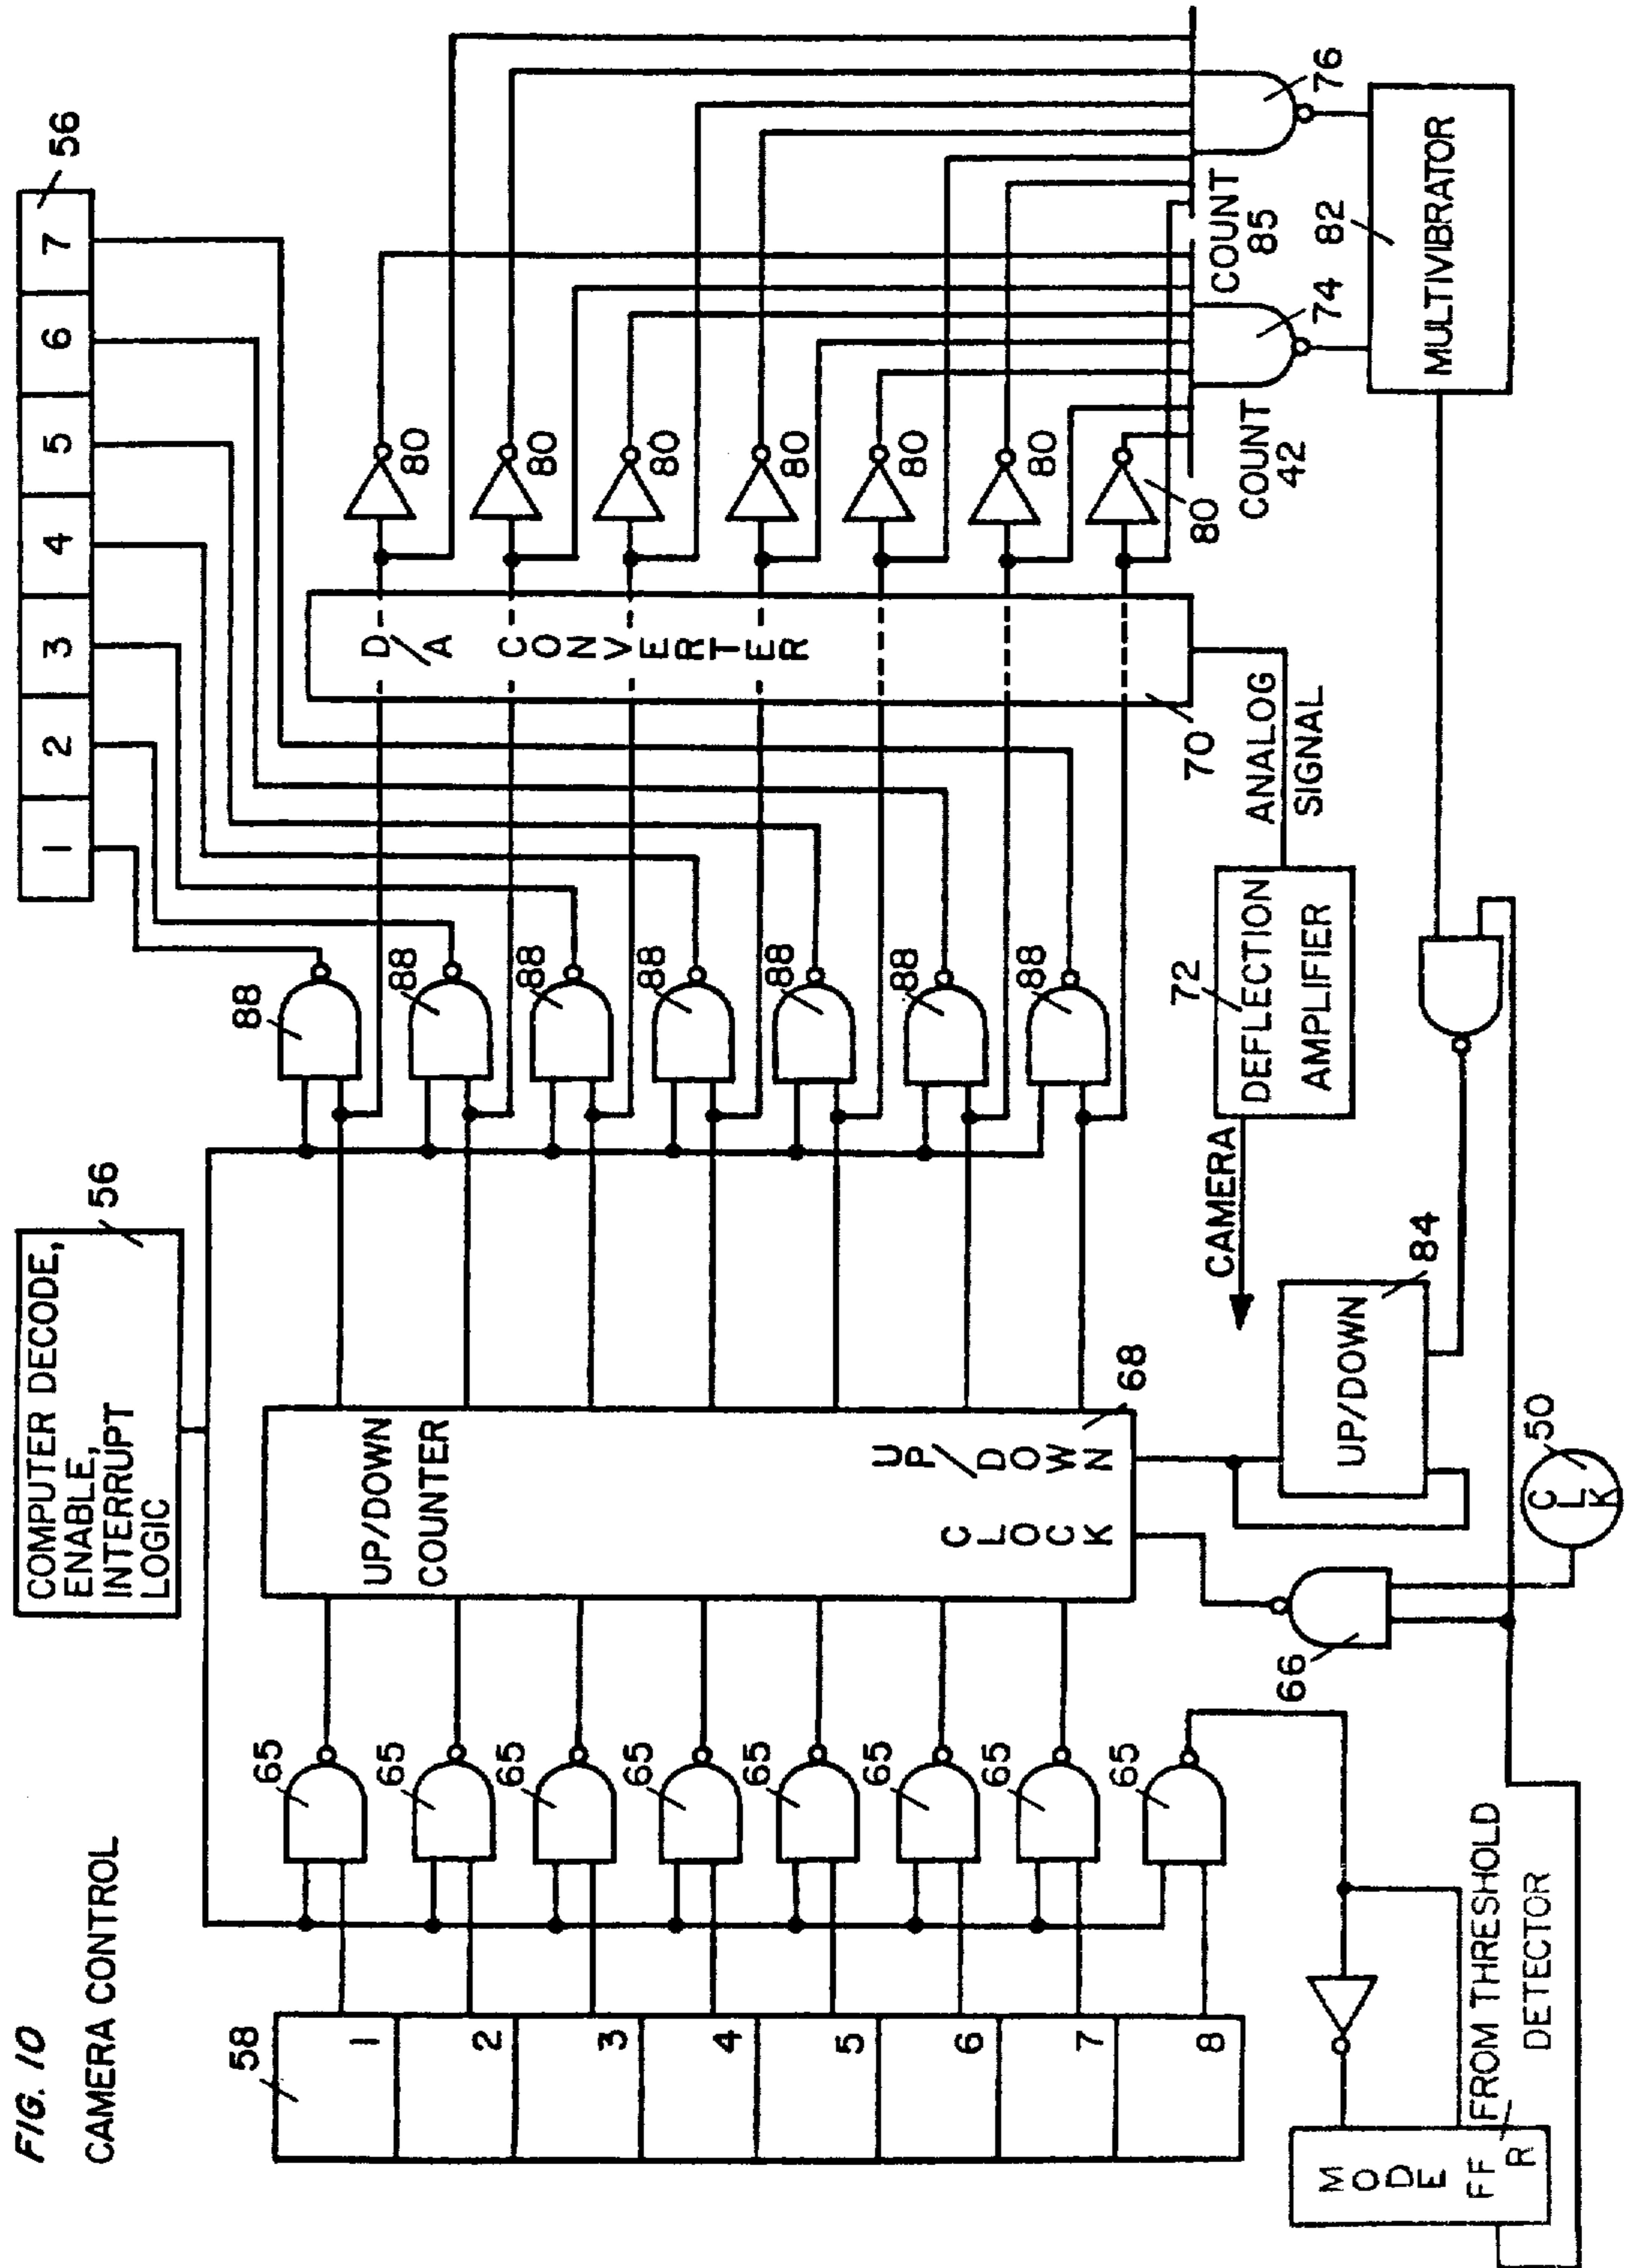 FIG. 10
CAMERA CONTROL
COMPUTER DECODE,
ENABLE,
INTERRUPT
LOGIC
56
1 2 3 4 5 6 7
56
58
1
2
3
4
5
6
7
8
65
65
65
65
65
65
65
65
UP/DOWN
COUNTER
CLOCK
UP/DOWN
68
88
88
88
88
88
88
88
D/A CONVERTER
70
80
80
80
80
80
80
80
ANALOG
SIGNAL
72
DEFLECTION
AMPLIFIER
CAMERA
COUNT
42
74
COUNT
85
76
82
MULTIVIBRATOR
UP/DOWN
84
66
CLK
50
MODE
FF
R
FROM THRESHOLD
DETECTOR